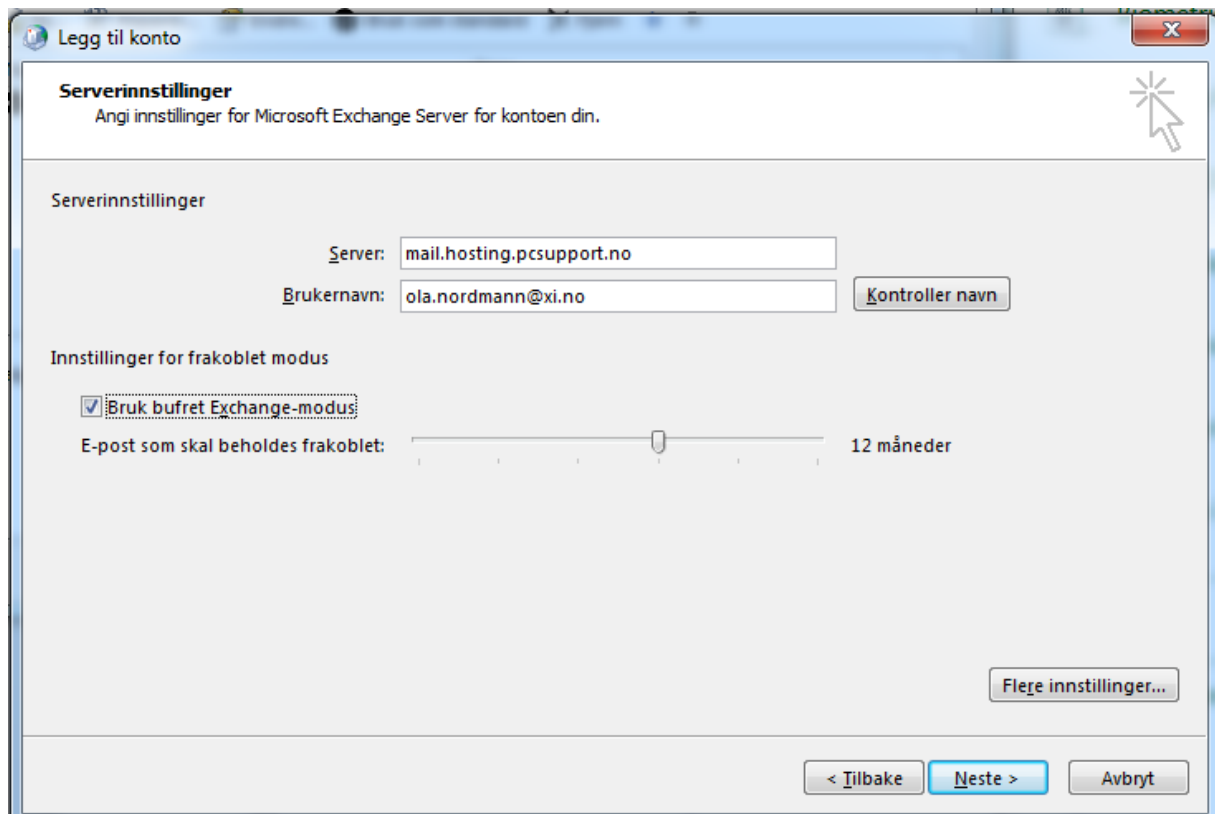 Legg til konto
Serverinnstillinger
Angi innstillinger for Microsoft Exchange Server for kontoen din.
Serverinnstillinger
Server: mail.hosting.pcsupport.no
Brukernavn: ola.nordmann@xi.no Kontroller navn
Innstillinger for frakoblet modus
Bruk bufret Exchange-modus
E-post som skal beholdes frakoblet: 12 måneder
Flere innstillinger...
< Tilbake Neste > Avbryt